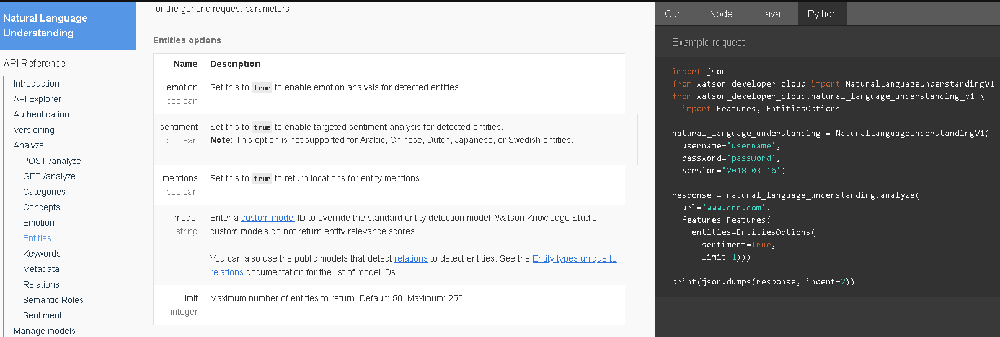 Natural Language
Understanding
API Reference
Introduction
API Explorer
Authentication
Versioning
Analyze
POST /analyze
GET /analyze
Categories
Concepts
Emotion
Entities
Keywords
Metadata
Relations
Semantic Roles
Sentiment
Manage models
for the generic request parameters.
Entities options
Name Description
emotion Set this to true to enable emotion analysis for detected entities.
boolean
sentiment Set this to true to enable targeted sentiment analysis for detected entities.
boolean Note: This option is not supported for Arabic, Chinese, Dutch, Japanese, or Swedish entities.
mentions Set this to true to return locations for entity mentions.
boolean
model Enter a custom model ID to override the standard entity detection model. Watson Knowledge Studio
string custom models do not return entity relevance scores.
You can also use the public models that detect relations to detect entities. See the Entity types unique to
relations documentation for the list of model IDs.
limit Maximum number of entities to return. Default: 50, Maximum: 250.
integer
Curl Node Java Python
Example request
import json
from watson_developer_cloud import NaturalLanguageUnderstandingV1
from watson_developer_cloud.natural_language_understanding_v1 \
  import Features, EntitiesOptions
natural_language_understanding = NaturalLanguageUnderstandingV1(
  username='username',
  password='password',
  version='2018-03-16')
response = natural_language_understanding.analyze(
  url='www.cnn.com',
  features=Features(
    entities=EntitiesOptions(
      sentiment=True,
      limit=1)))
print(json.dumps(response, indent=2))